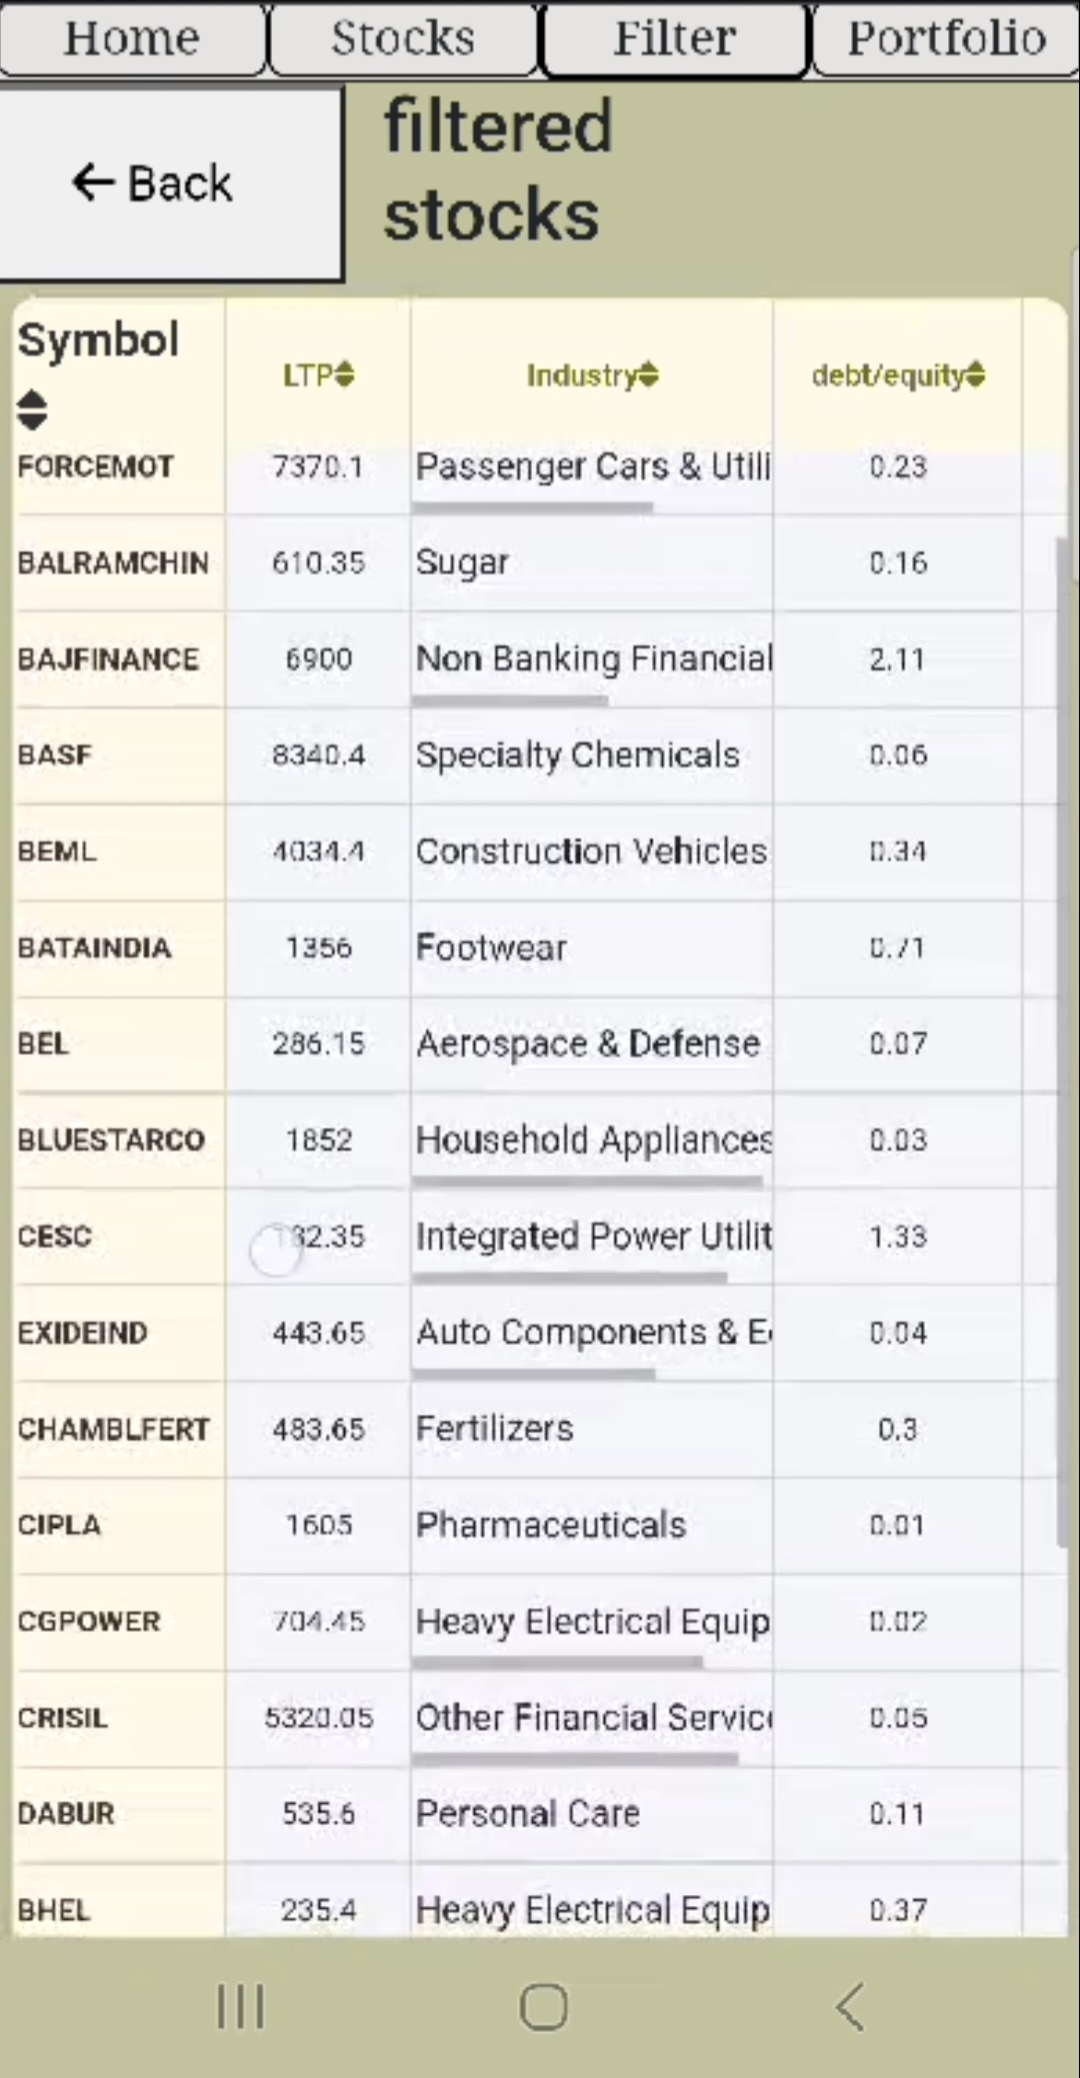 Home Stocks Filter Portfolio
← Back
filtered
stocks
Symbol LTP Industry debt/equity
FORCEMOT 7370.1 Passenger Cars & Utili 0.23
BALRAMCHIN 610.35 Sugar 0.16
BAJFINANCE 6900 Non Banking Financial 2.11
BASF 8340.4 Specialty Chemicals 0.06
BEML 4034.4 Construction Vehicles 0.34
BATAINDIA 1356 Footwear 0.71
BEL 286.15 Aerospace & Defense 0.07
BLUESTARCO 1852 Household Appliances 0.03
CESC Integrated Power Utilit 1.33
EXIDEIND 443.65 Auto Components & E 0.04
CHAMBLFERT 483.65 Fertilizers 0.3
CIPLA 1605 Pharmaceuticals 0.01
CGPOWER 704.45 Heavy Electrical Equip 0.02
CRISIL 5320.05 Other Financial Servic 0.05
DABUR 535.6 Personal Care 0.11
BHEL 235.4 Heavy Electrical Equip 0.37